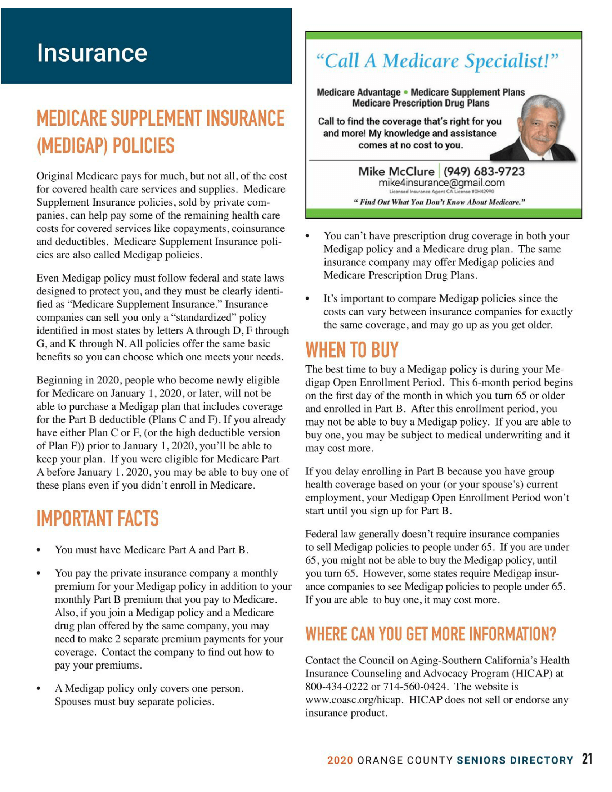 Insurance
MEDICARE SUPPLEMENT INSURANCE
(MEDIGAP) POLICIES
Original Medicare pays for much, but not all, of the cost
for covered health care services and supplies. Medicare
Supplement Insurance policies, sold by private com-
panies, can help pay some of the remaining health care
costs for covered services like copayments, coinsurance
and deductibles. Medicare Supplement Insurance poli-
cies are also called Medigap policies.
Even Medigap policy must follow federal and state laws
designed to protect you, and they must be clearly identi-
fied as “Medicare Supplement Insurance.” Insurance
companies can sell you only a “standardized” policy
identified in most states by letters A through D, F through
G, and K through N. All policies offer the same basic
benefits so you can choose which one meets your needs.
Beginning in 2020, people who become newly eligible
for Medicare on January 1, 2020, or later, will not be
able to purchase a Medigap plan that includes coverage
for the Part B deductible (Plans C and F). If you already
have either Plan C or F, (or the high deductible version
of Plan F)) prior to January 1, 2020, you’ll be able to
keep your plan. If you were eligible for Medicare Part
A before January 1, 2020, you may be able to buy one of
these plans even if you didn’t enroll in Medicare.
IMPORTANT FACTS
• You must have Medicare Part A and Part B.
• You pay the private insurance company a monthly
premium for your Medigap policy in addition to your
monthly Part B premium that you pay to Medicare.
Also, if you join a Medigap policy and a Medicare
drug plan offered by the same company, you may
need to make 2 separate premium payments for your
coverage. Contact the company to find out how to
pay your premiums.
• A Medigap policy only covers one person.
Spouses must buy separate policies.
“Call A Medicare Specialist!”
Medicare Advantage • Medicare Supplement Plans
Medicare Prescription Drug Plans
Call to find the coverage that's right for you
and more! My knowledge and assistance
comes at no cost to you.
Mike McClure (949) 683-9723
mike4insurance@gmail.com
Licensed Insurance Agent CA License
“ Find Out What You Don’t Know About Medicare.”
• You can’t have prescription drug coverage in both your
Medigap policy and a Medicare drug plan. The same
insurance company may offer Medigap policies and
Medicare Prescription Drug Plans.
• It’s important to compare Medigap policies since the
costs can vary between insurance companies for exactly
the same coverage, and may go up as you get older.
WHEN TO BUY
The best time to buy a Medigap policy is during your Me-
digap Open Enrollment Period. This 6-month period begins
on the first day of the month in which you turn 65 or older
and enrolled in Part B. After this enrollment period, you
may not be able to buy a Medigap policy. If you are able to
buy one, you may be subject to medical underwriting and it
may cost more.
If you delay enrolling in Part B because you have group
health coverage based on your (or your spouse’s) current
employment, your Medigap Open Enrollment Period won’t
start until you sign up for Part B.
Federal law generally doesn’t require insurance companies
to sell Medigap policies to people under 65. If you are under
65, you might not be able to buy the Medigap policy, until
you turn 65. However, some states require Medigap insur-
ance companies to see Medigap policies to people under 65.
If you are able to buy one, it may cost more.
WHERE CAN YOU GET MORE INFORMATION?
Contact the Council on Aging-Southern California’s Health
Insurance Counseling and Advocacy Program (HICAP) at
800-434-0222 or 714-560-0424. The website is
www.coasc.org/hicap. HICAP does not sell or endorse any
insurance product.
2020 ORANGE COUNTY SENIORS DIRECTORY 21